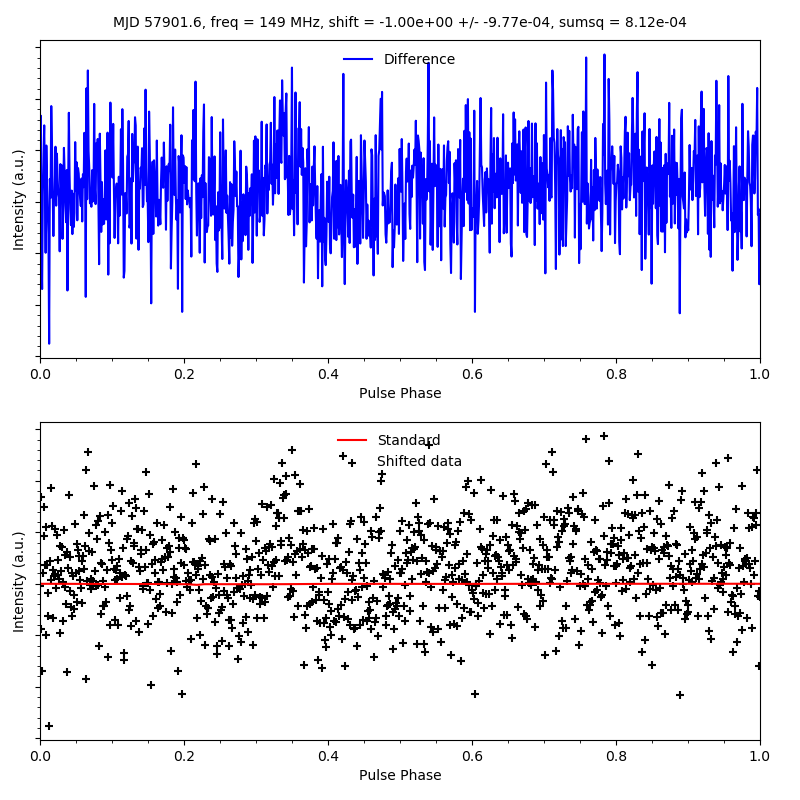 MJD 57901.6, freq = 149 MHz, shift = -1.00e+00 +/- -9.77e-04, sumsq = 8.12e-04
Difference
Intensity (a.u.)
0.0 0.2 0.4 0.6 0.8 1.0
Pulse Phase
Standard
Shifted data
Intensity (a.u.)
0.0 0.2 0.4 0.6 0.8 1.0
Pulse Phase